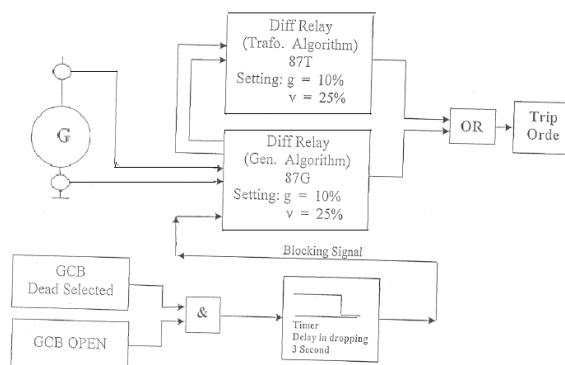 Diff Relay
(Trafo. Algorithm)
87T
Setting: g = 10%
v = 25%
G
Diff Relay
(Gen. Algorithm)
87G
Setting: g = 10%
v = 25%
OR
Trip
Orde
Blocking Signal
GCB
Dead Selected
&
GCB OPEN
Timer
Delay in dropping
3 Second